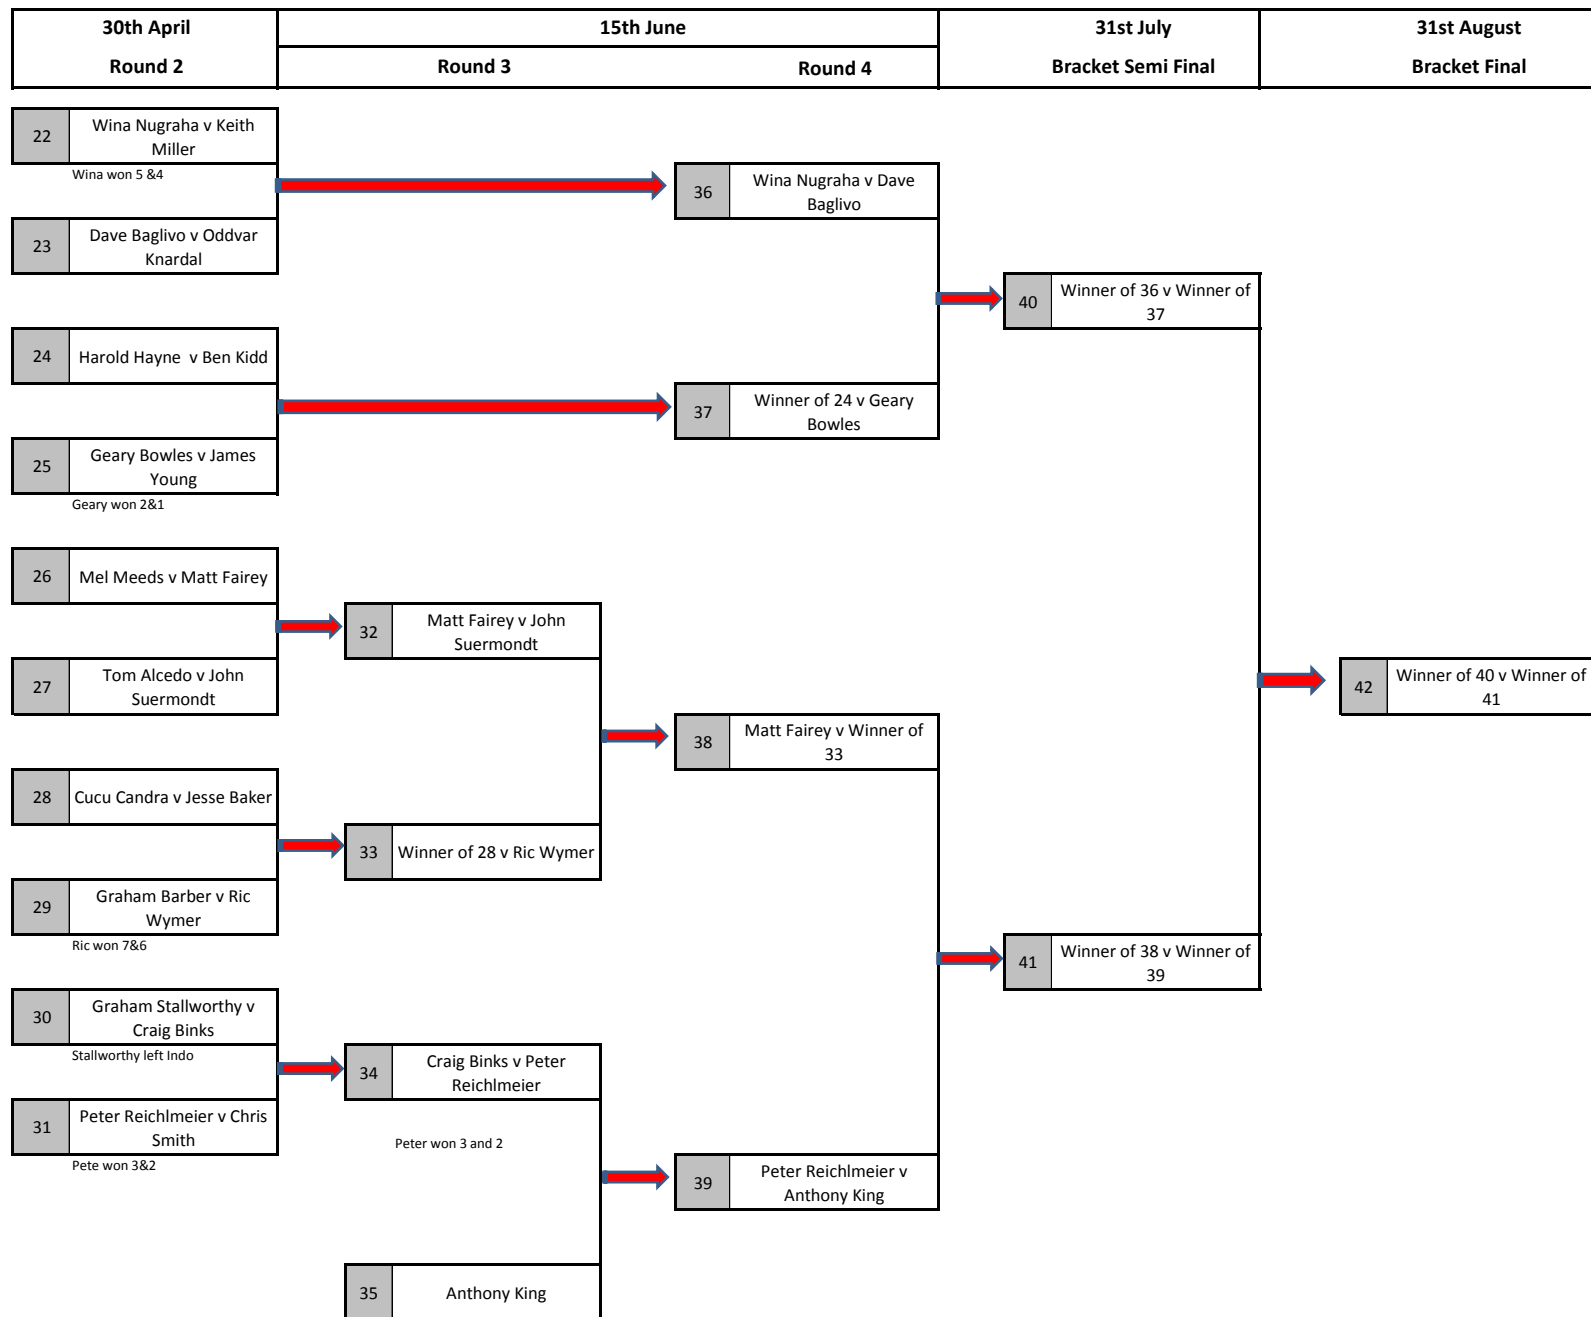 30th April
15th June
31st July
31st August
Round 2
Round 3
Round 4
Bracket Semi Final
Bracket Final
22
Wina Nugraha v Keith
Miller
Wina won 5 &4
36
Wina Nugraha v Dave
Baglivo
23
Dave Baglivo v Oddvar
Knardal
40
Winner of 36 v Winner of
37
24
Harold Hayne v Ben Kidd
37
Winner of 24 v Geary
Bowles
25
Geary Bowles v James
Young
Geary won 2&1
26
Mel Meeds v Matt Fairey
32
Matt Fairey v John
Suermondt
27
Tom Alcedo v John
Suermondt
42
Winner of 40 v Winner of
41
38
Matt Fairey v Winner of
33
28
Cucu Candra v Jesse Baker
33
Winner of 28 v Ric Wymer
29
Graham Barber v Ric
Wymer
Ric won 7&6
41
Winner of 38 v Winner of
39
30
Graham Stallworthy v
Craig Binks
Stallworthy left Indo
34
Craig Binks v Peter
Reichlmeier
31
Peter Reichlmeier v Chris
Smith
Pete won 3&2
Peter won 3 and 2
39
Peter Reichlmeier v
Anthony King
35
Anthony King